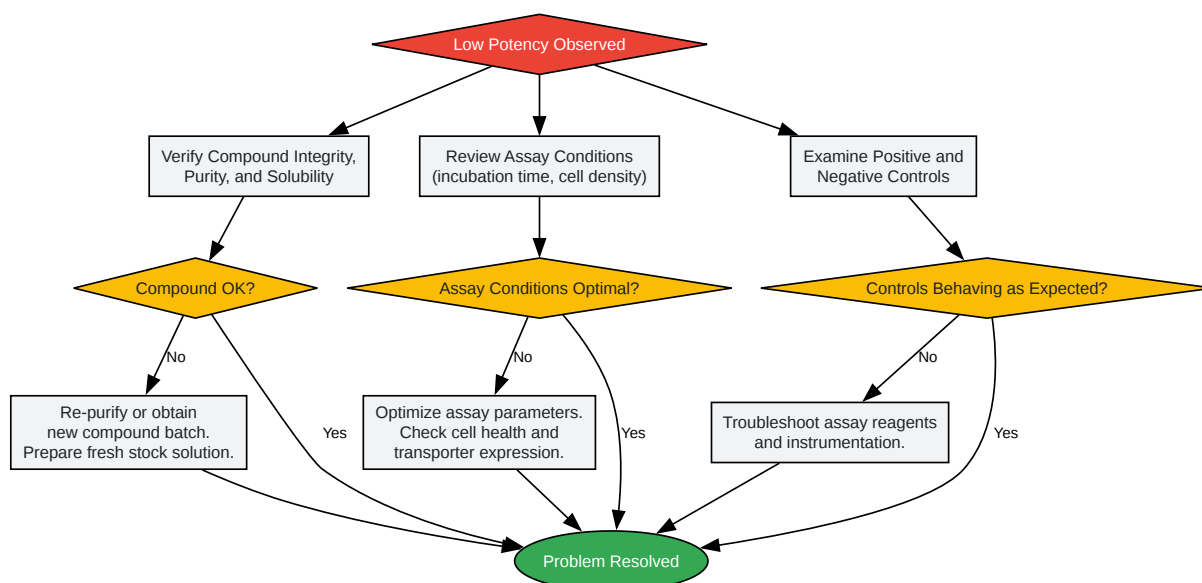 Low Potency Observed
Verify Compound Integrity,
Purity, and Solubility
Review Assay Conditions
(incubation time, cell density)
Examine Positive and
Negative Controls
Compound OK?
Assay Conditions Optimal?
Controls Behaving as Expected?
No
No
No
Re-purify or obtain
new compound batch.
Prepare fresh stock solution.
Yes
Optimize assay parameters.
Check cell health and
transporter expression.
Yes
Troubleshoot assay reagents
and instrumentation.
Yes
Problem Resolved